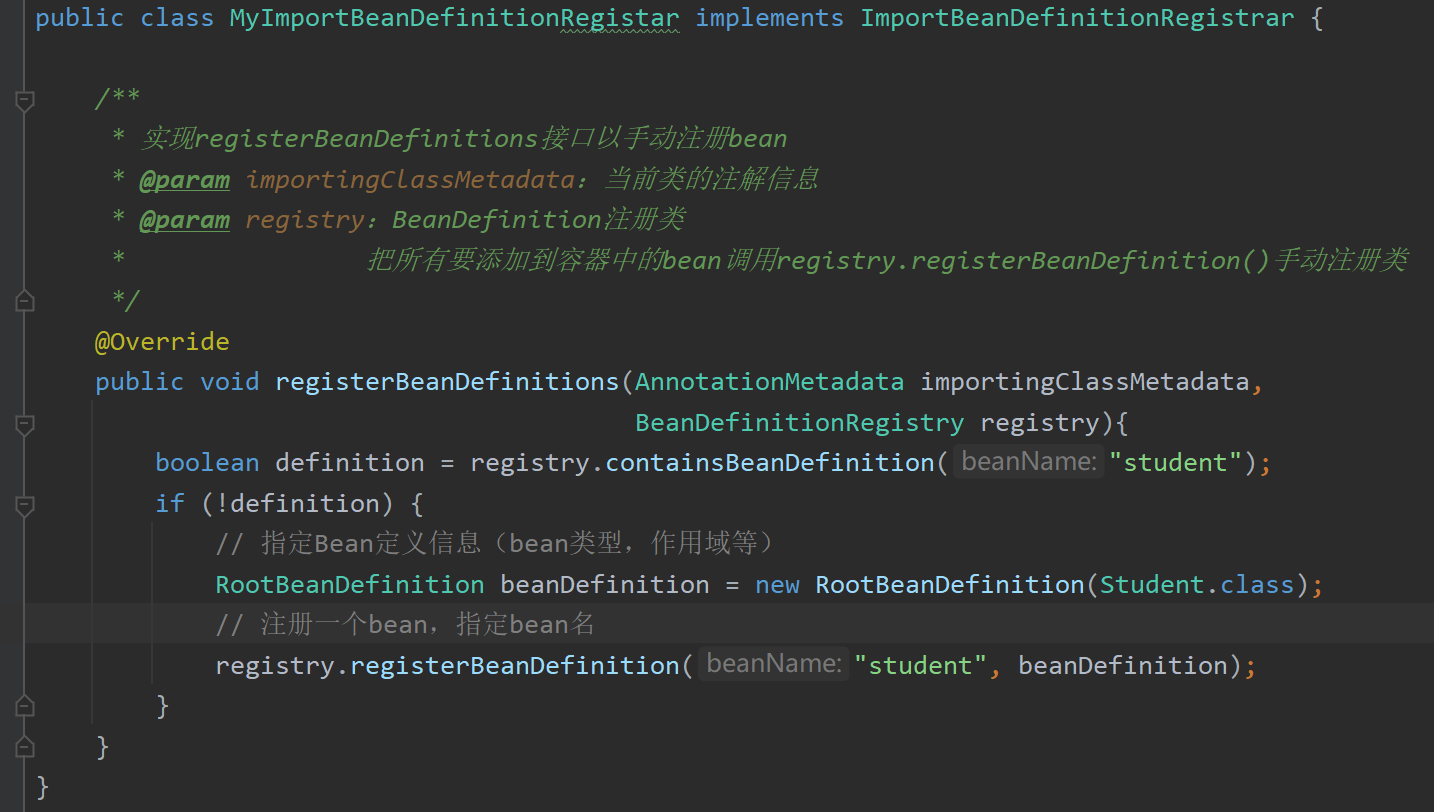 public class MyImportBeanDefinitionRegistar implements ImportBeanDefinitionRegistrar {
/**
* 实现registerBeanDefinitions接口以手动注册bean
* @param importingClassMetadata：当前类的注解信息
* @param registry：BeanDefinition注册类
* 把所有要添加到容器中的bean调用registry.registerBeanDefinition()手动注册类
*/
@Override
public void registerBeanDefinitions(AnnotationMetadata importingClassMetadata,
BeanDefinitionRegistry registry){
boolean definition = registry.containsBeanDefinition( beanName: "student");
if (!definition) {
// 指定Bean定义信息（bean类型，作用域等）
RootBeanDefinition beanDefinition = new RootBeanDefinition(Student.class);
// 注册一个bean，指定bean名
registry.registerBeanDefinition( beanName: "student", beanDefinition);
}
}
}